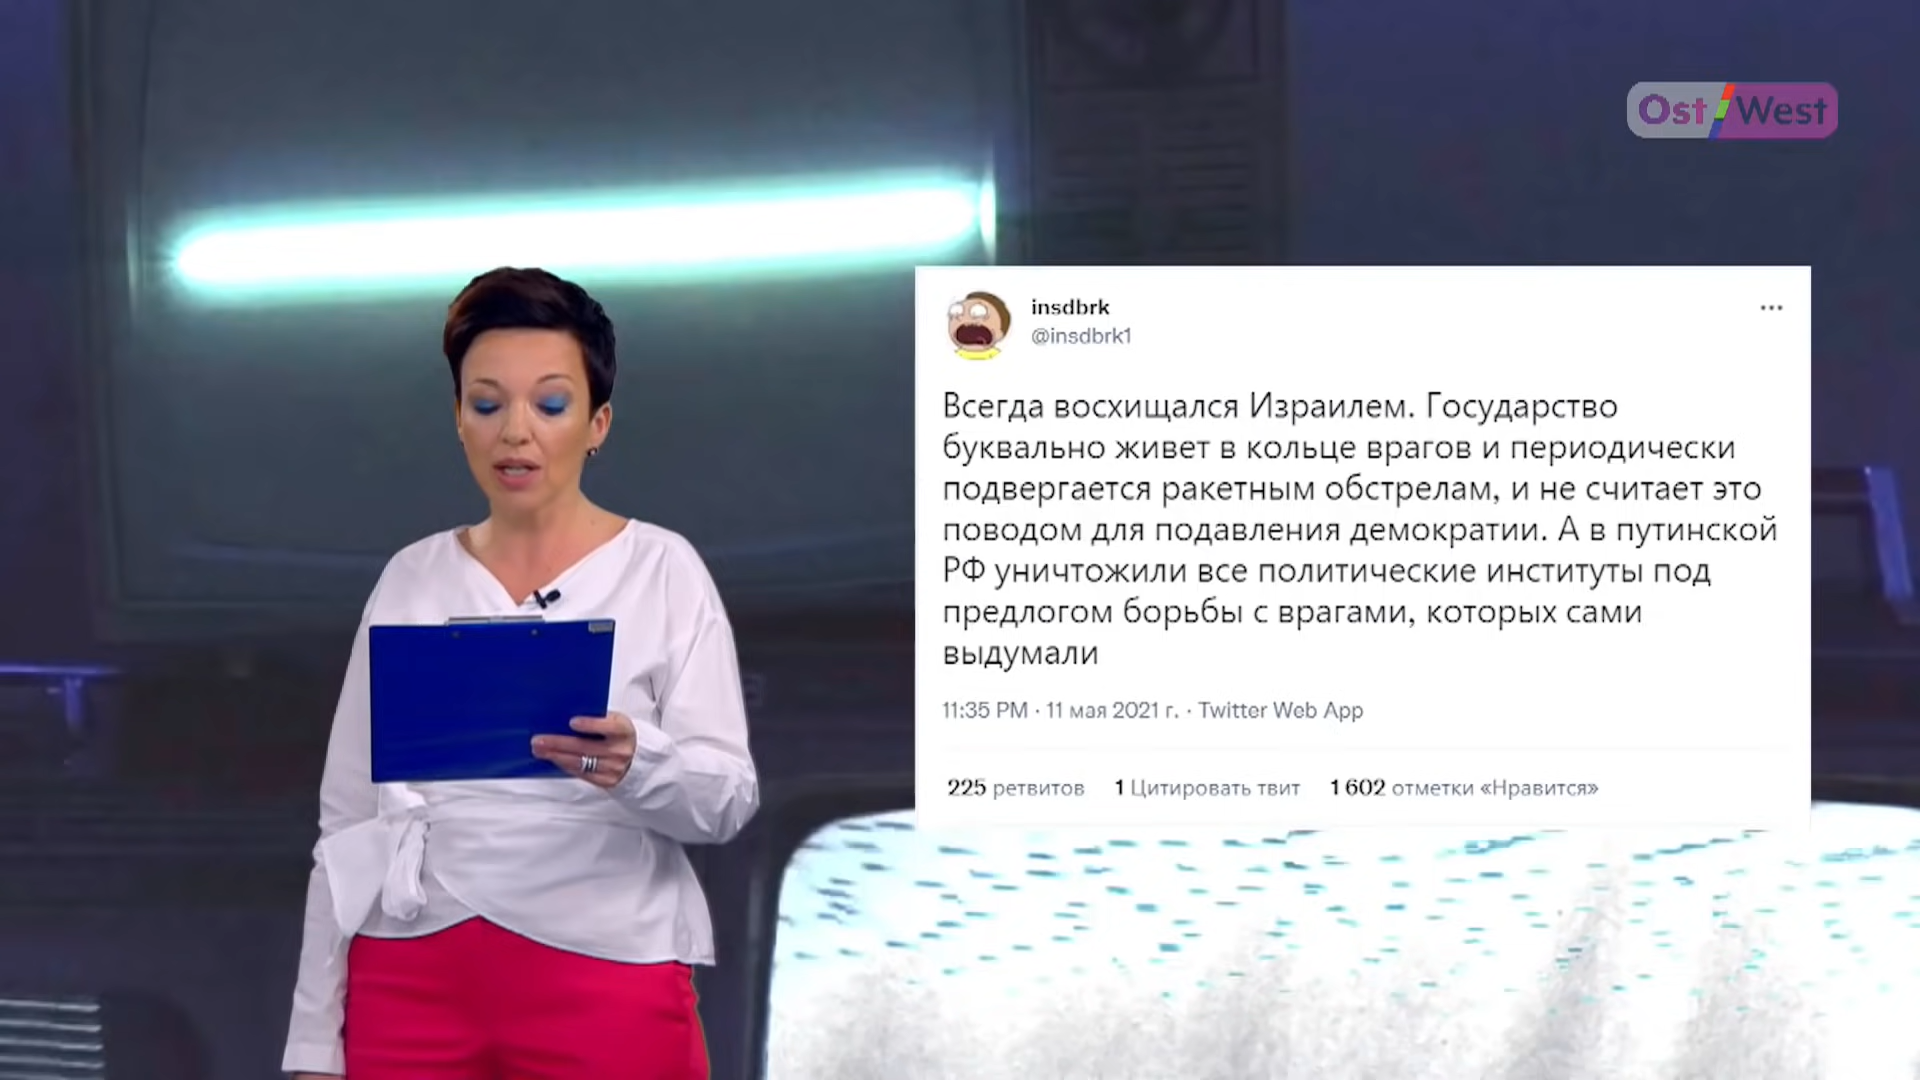 Ost/West
insdbrk
@insdbrk1
Всегда восхищался Израилем. Государство
буквально живет в кольце врагов и периодически
подвергается ракетным обстрелам, и не считает это
поводом для подавления демократии. А в путинской
РФ уничтожили все политические институты под
предлогом борьбы с врагами, которых сами
выдумали
11:35 PM · 11 мая 2021 г. · Twitter Web App
225 ретвитов 1 Цитировать твит 1 602 отметки «Нравится»